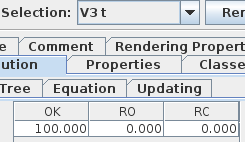 Selection: V3 t Re
e Comment Rendering Propert
ution Properties Classe
Tree Equation Updating
OK RO RC
100.000 0.000 0.000